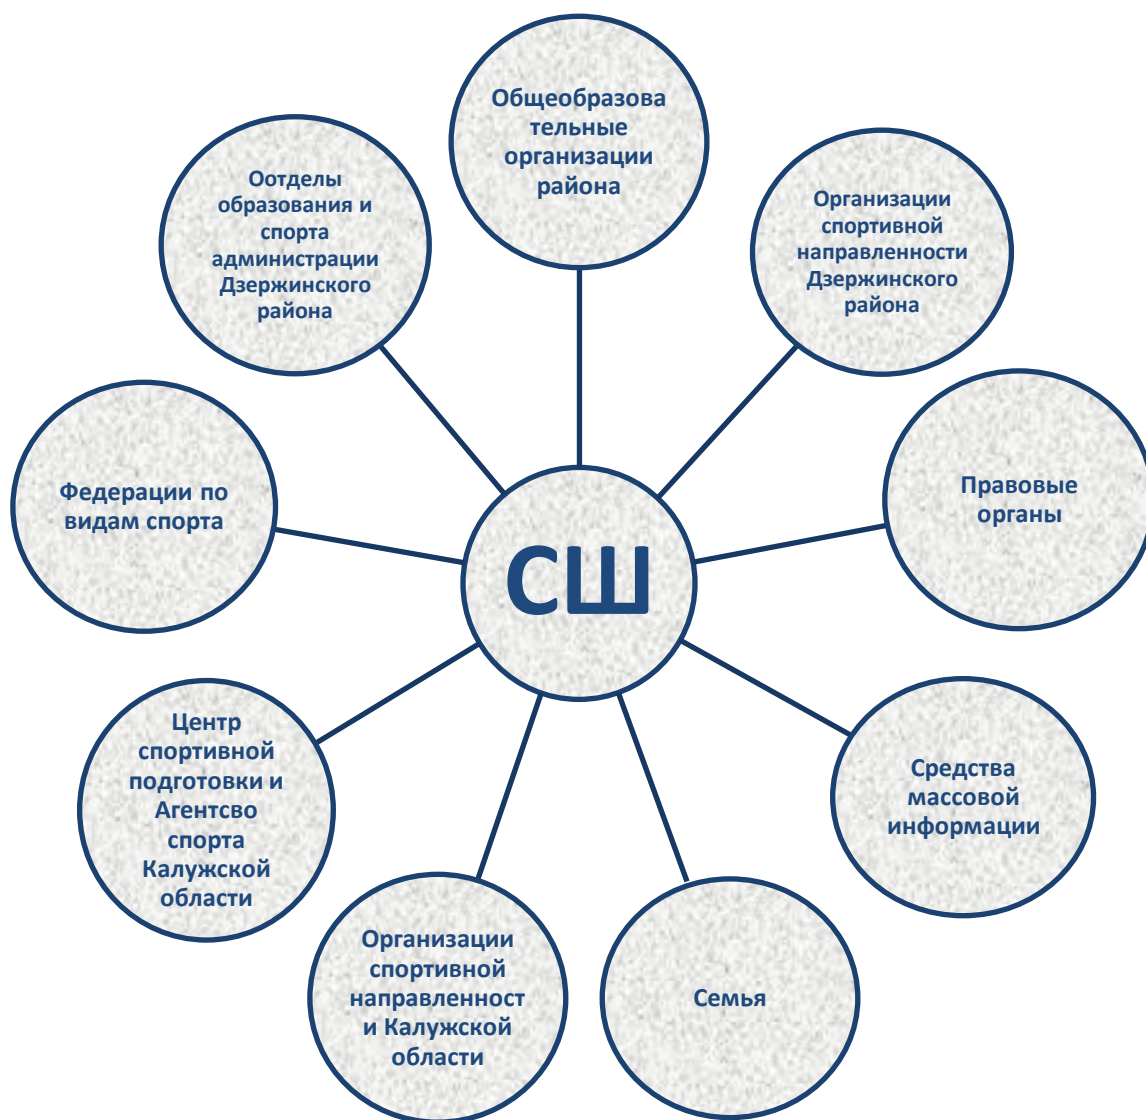 Общеобразова
тельные
организации
района
Оотделы
образования и
спорта
администрации
Дзержинского
района
Организации
спортивной
направленности
Дзержинского
района
Федерации по
видам спорта
Правовые
органы
СШ
Центр
спортивной
подготовки и
Агентсво
спорта
Калужской
области
Средства
массовой
информации
Организации
спортивной
направленност
и Калужской
области
Семья